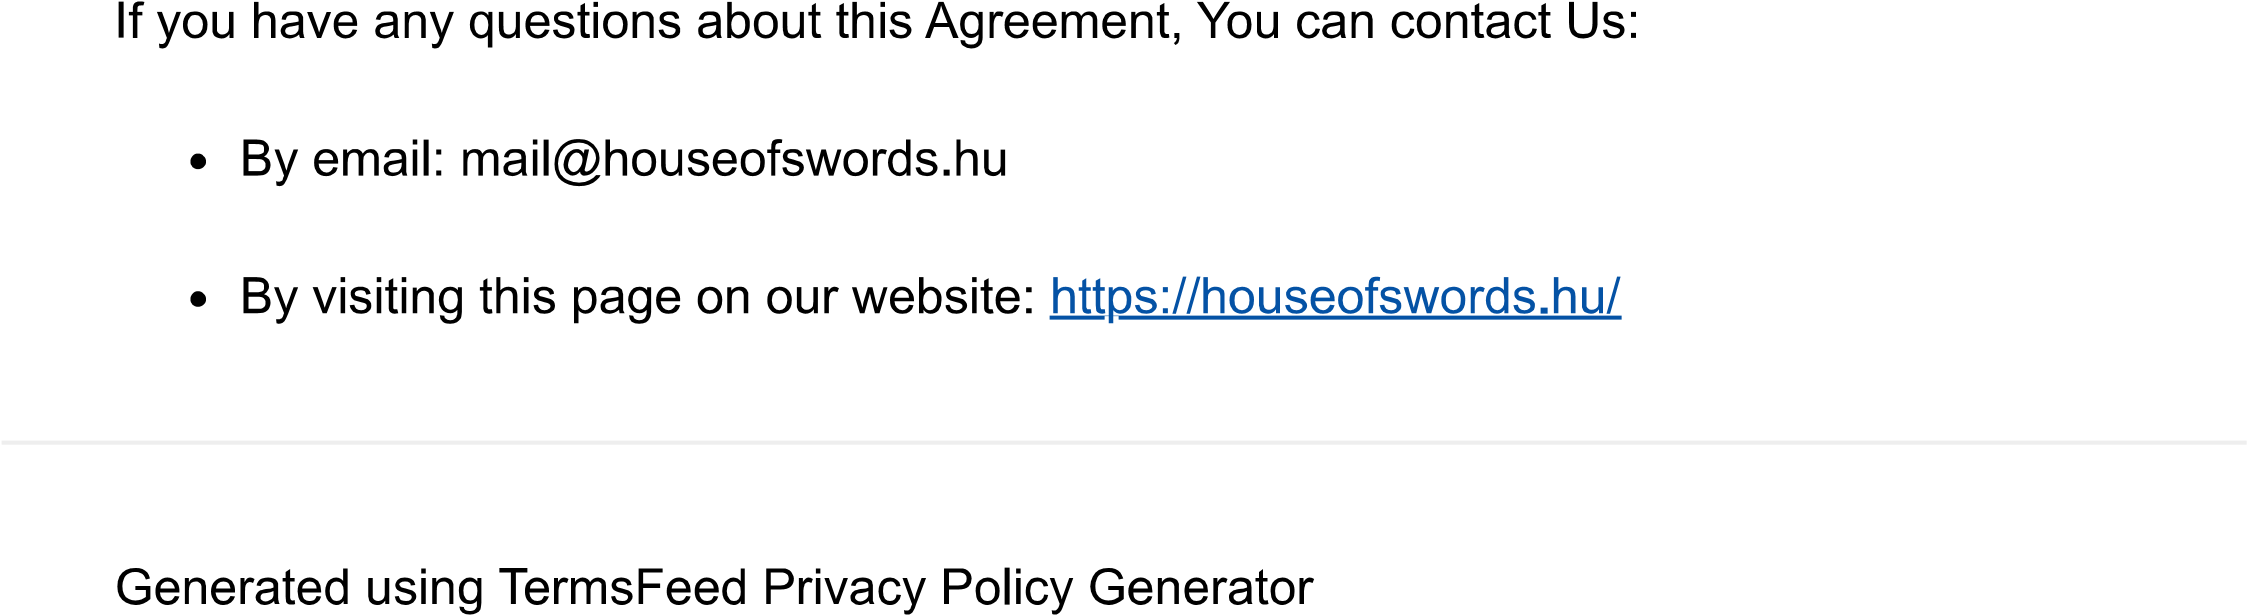 If you have any questions about this Agreement, You can contact Us:
• By email: mail@houseofswords.hu
• By visiting this page on our website: https://houseofswords.hu/
Generated using TermsFeed Privacy Policy Generator